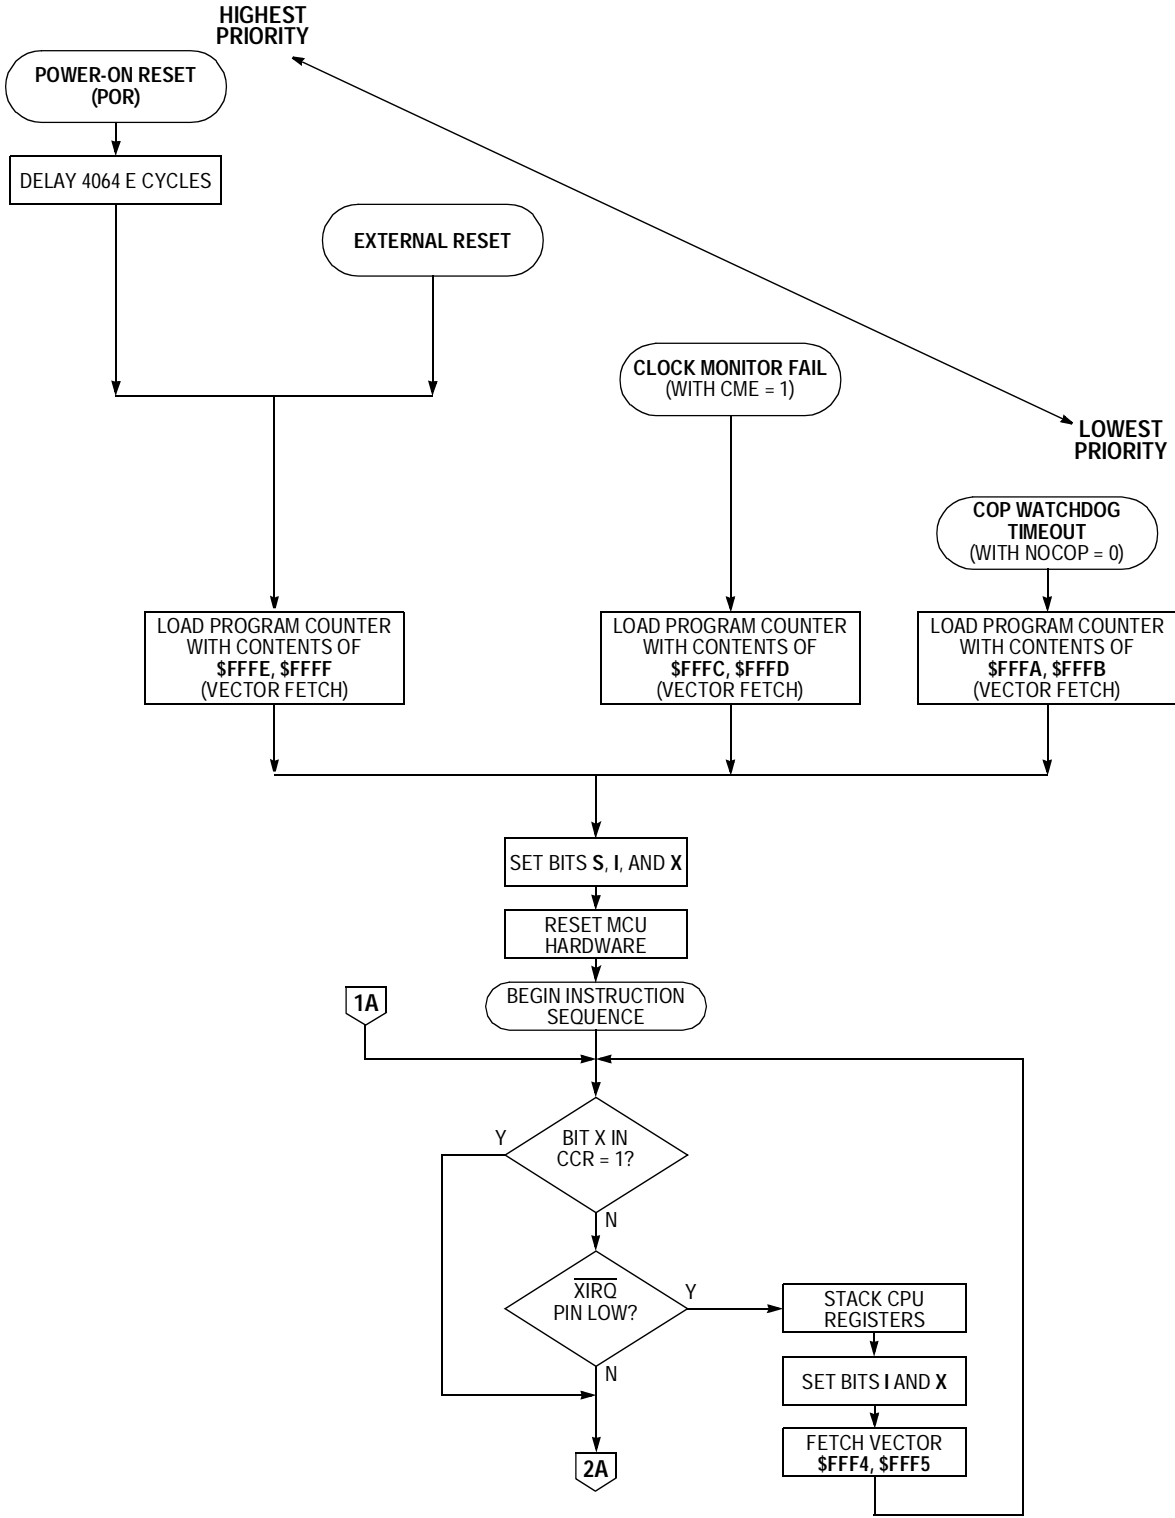 HIGHEST
PRIORITY
POWER-ON RESET
(POR)
DELAY 4064 E CYCLES
EXTERNAL RESET
CLOCK MONITOR FAIL
(WITH CME = 1)
LOWEST
PRIORITY
COP WATCHDOG
TIMEOUT
(WITH NOCOP = 0)
LOAD PROGRAM COUNTER
WITH CONTENTS OF
$FFFE, $FFFF
(VECTOR FETCH)
LOAD PROGRAM COUNTER
WITH CONTENTS OF
$FFFC, $FFFD
(VECTOR FETCH)
LOAD PROGRAM COUNTER
WITH CONTENTS OF
$FFFA, $FFFB
(VECTOR FETCH)
SET BITS S, I, AND X
RESET MCU
HARDWARE
BEGIN INSTRUCTION
SEQUENCE
1A
Y
BIT X IN
CCR = 1?
N
XIRQ
PIN LOW?
Y
N
STACK CPU
REGISTERS
SET BITS I AND X
FETCH VECTOR
$FFF4, $FFF5
2A